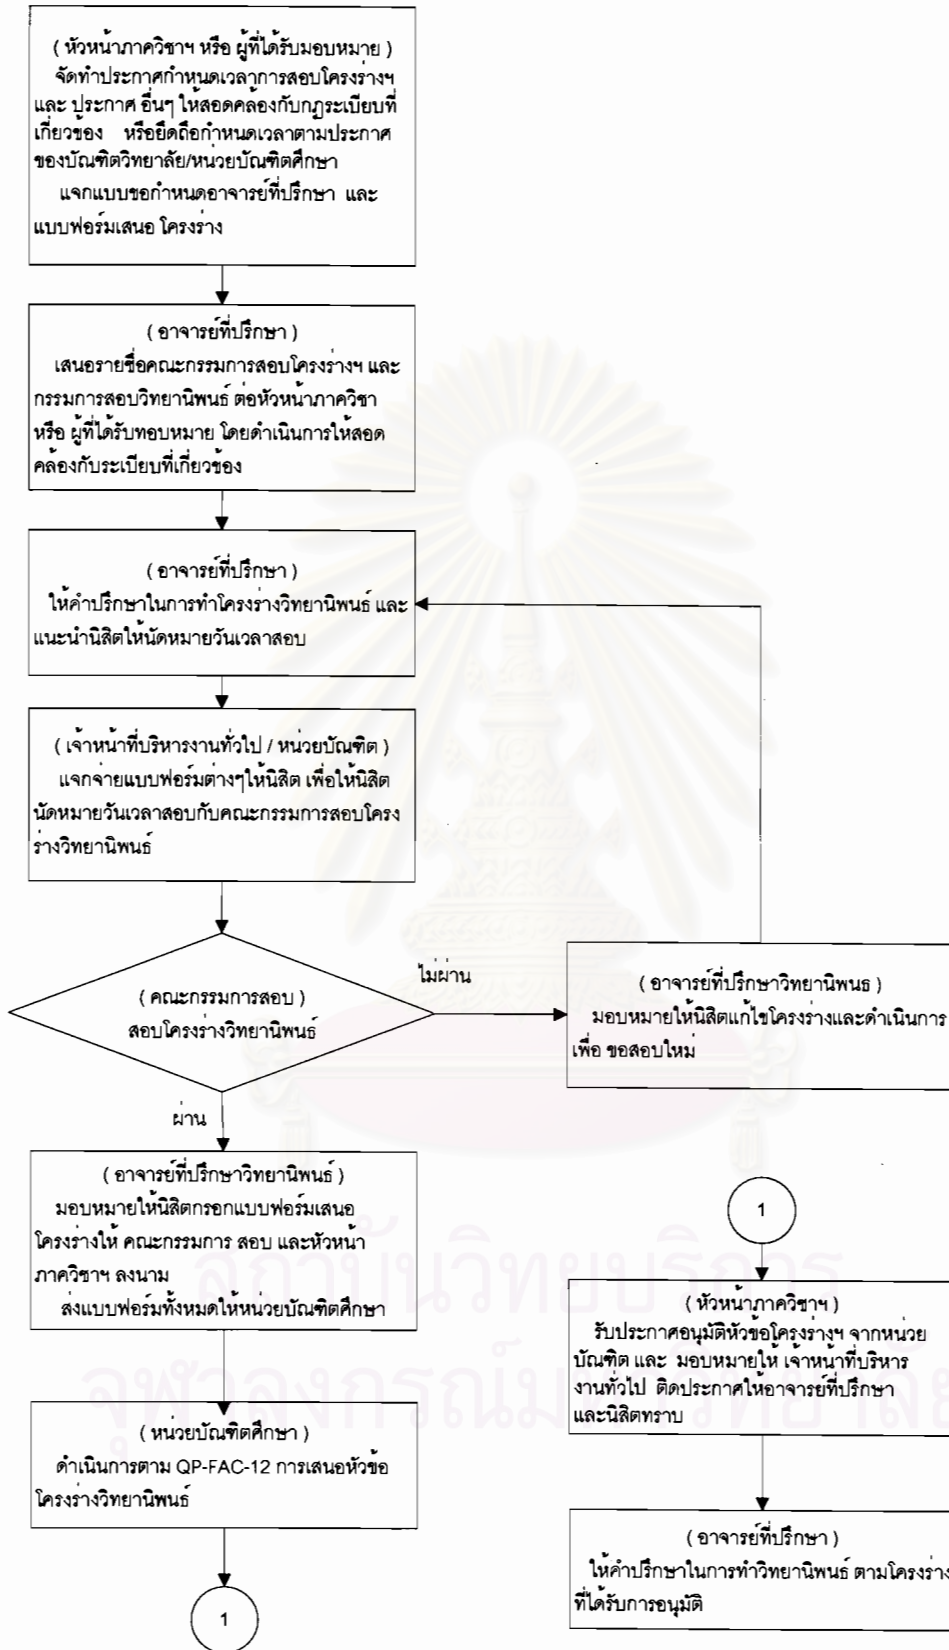 ( หัวหน้าภาควิชาฯ หรือ ผู้ที่ได้รับมอบหมาย )
จัดทำประกาศกำหนดเวลาการสอบโครงร่างฯ
และ ประกาศ อื่นๆ ให้สอดคล้องกับกฎระเบียบที่
เกี่ยวข้อง หรือยึดถือกำหนดเวลาตามประกาศ
ของบัณฑิตวิทยาลัย/หน่วยบัณฑิตศึกษา
แจกแบบขอกำหนดอาจารย์ที่ปรึกษา และ
แบบฟอร์มเสนอ โครงร่าง
( อาจารย์ที่ปรึกษา )
เสนอรายชื่อคณะกรรมการสอบโครงร่างฯ และ
กรรมการสอบวิทยานิพนธ์ ต่อหัวหน้าภาควิชา
หรือ ผู้ที่ได้รับทอบหมาย โดยดำเนินการให้สอด
คล้องกับระเบียบที่เกี่ยวข้อง
( อาจารย์ที่ปรึกษา )
ให้คำปรึกษาในการทำโครงร่างวิทยานิพนธ์ และ
แนะนำนิสิตให้นัดหมายวันเวลาสอบ
( เจ้าหน้าที่บริหารงานทั่วไป / หน่วยบัณฑิต )
แจกจ่ายแบบฟอร์มต่างๆให้นิสิต เพื่อให้นิสิต
นัดหมายวันเวลาสอบกับคณะกรรมการสอบโครง
ร่างวิทยานิพนธ์
( คณะกรรมการสอบ )
สอบโครงร่างวิทยานิพนธ์
ไม่ผ่าน
( อาจารย์ที่ปรึกษาวิทยานิพนธ )
มอบหมายให้นิสิตแก้ไขโครงร่างและดำเนินการ
เพื่อ ขอสอบใหม่
ผ่าน
( อาจารย์ที่ปรึกษาวิทยานิพนธ์ )
มอบหมายให้นิสิตกรอกแบบฟอร์มเสนอ
โครงร่างให้ คณะกรรมการ สอบ และหัวหน้า
ภาควิชาฯ ลงนาม
ส่งแบบฟอร์มทั้งหมดให้หน่วยบัณฑิตศึกษา
( หน่วยบัณฑิตศึกษา )
ดำเนินการตาม QP-FAC-12 การเสนอหัวข้อ
โครงร่างวิทยานิพนธ์
1
1
( หัวหน้าภาควิชาฯ )
รับประกาศอนุมัติหัวข้อโครงร่างฯ จากหน่วย
บัณฑิต และ มอบหมายให้ เจ้าหน้าที่บริหาร
งานทั่วไป ติดประกาศให้อาจารย์ที่ปรึกษา
และนิสิตทราบ
( อาจารย์ที่ปรึกษา )
ให้คำปรึกษาในการทำวิทยานิพนธ์ ตามโครงร่าง
ที่ได้รับการอนุมัติ
สถาบันวิทยบริการ
จุฬาลงกรณ์มหาวิทยาลัย